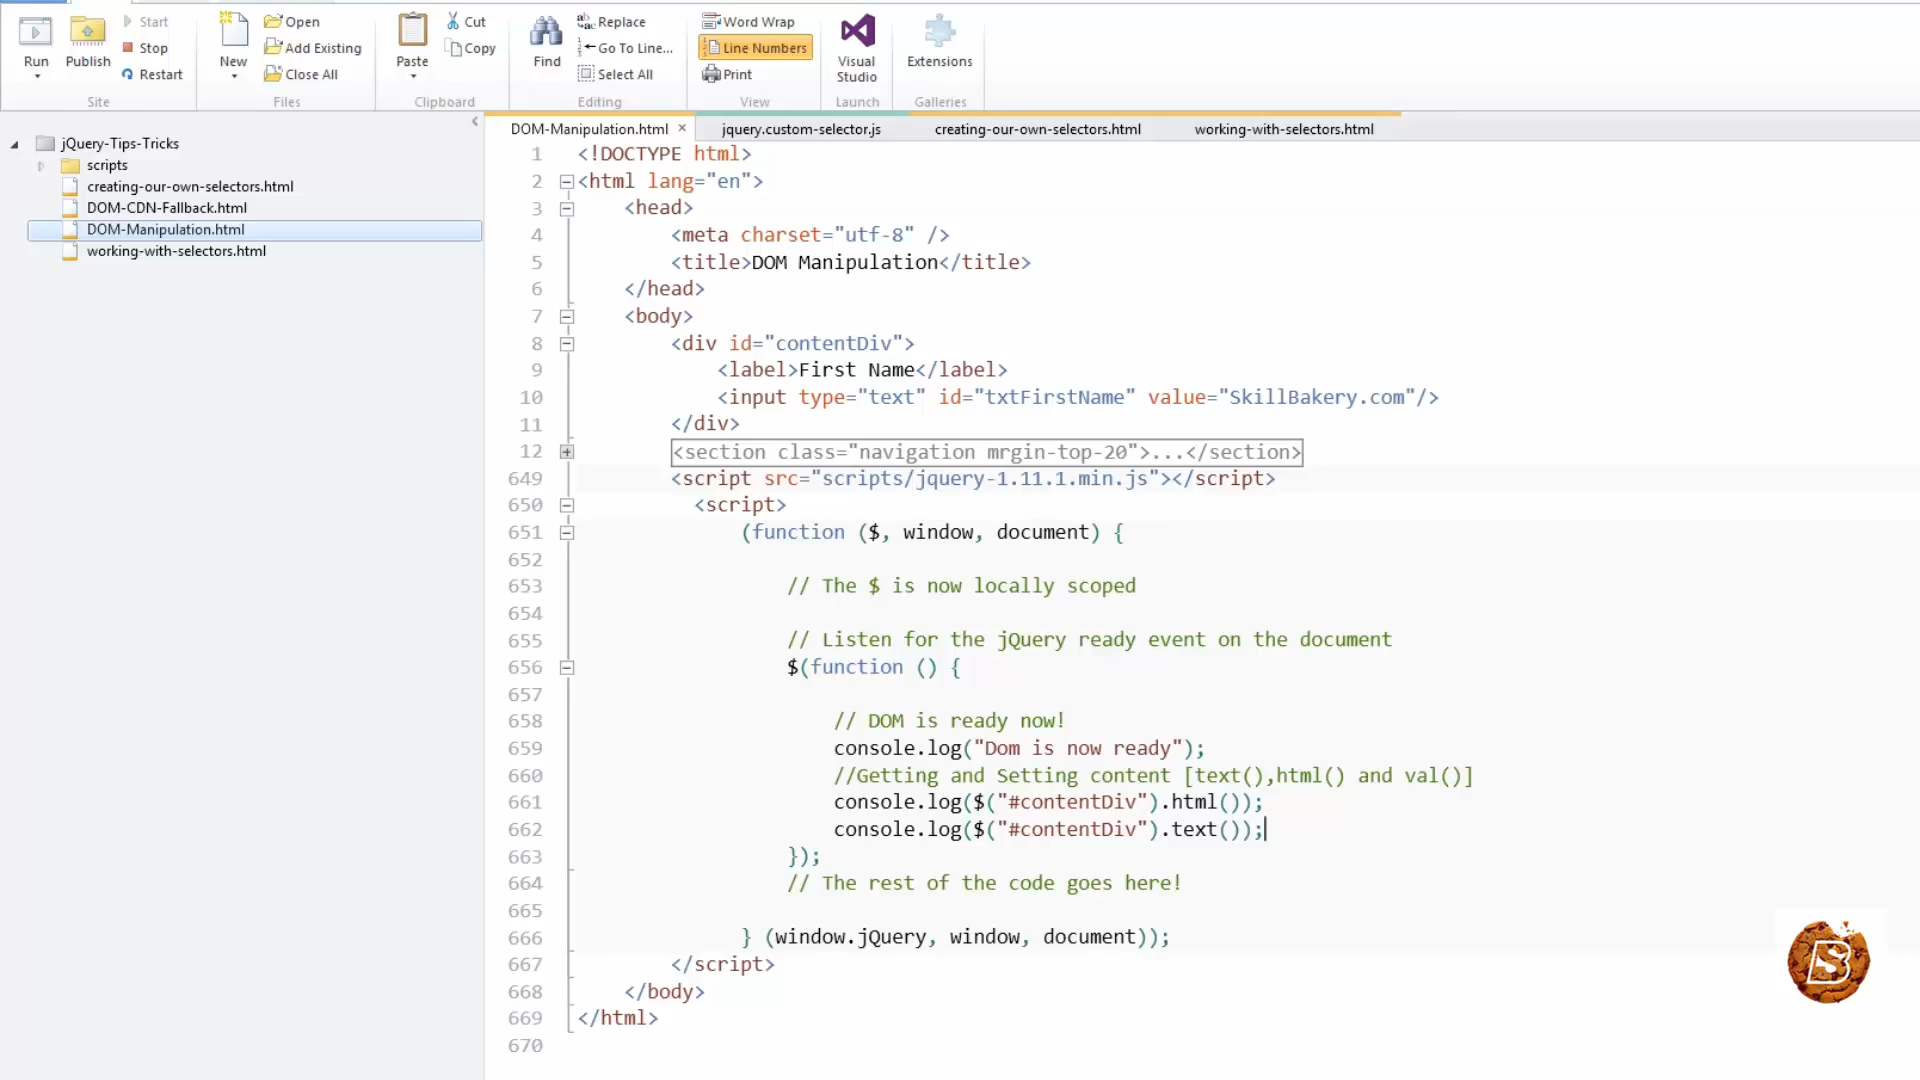 Run
Publish
Start
Stop
Restart
Site
New
Open
Add Existing
Close All
Files
Paste
Cut
Copy
Clipboard
Find
Replace
Go To Line...
Select All
Editing
Word Wrap
Line Numbers
Print
View
Visual Studio
Launch
Extensions
Galleries
jQuery-Tips-Tricks
scripts
creating-our-own-selectors.html
DOM-CDN-Fallback.html
DOM-Manipulation.html
working-with-selectors.html
DOM-Manipulation.html × jquery.custom-selector.js creating-our-own-selectors.html working-with-selectors.html
1 <!DOCTYPE html>
2 <html lang="en">
3 <head>
4 <meta charset="utf-8" />
5 <title>DOM Manipulation</title>
6 </head>
7 <body>
8 <div id="contentDiv">
9 <label>First Name</label>
10 <input type="text" id="txtFirstName" value="SkillBakery.com"/>
11 </div>
12 <section class="navigation mrgin-top-20">...</section>
649 <script src="scripts/jquery-1.11.1.min.js"></script>
650 <script>
651 (function ($, window, document) {
652
653 // The $ is now locally scoped
654
655 // Listen for the jQuery ready event on the document
656 $(function () {
657
658 // DOM is ready now!
659 console.log("Dom is now ready");
660 //Getting and Setting content [text(),html() and val()]
661 console.log($("#contentDiv").html());
662 console.log($("#contentDiv").text());
663 });
664 // The rest of the code goes here!
665
666 } (window.jQuery, window, document));
667 </script>
668 </body>
669 </html>
670